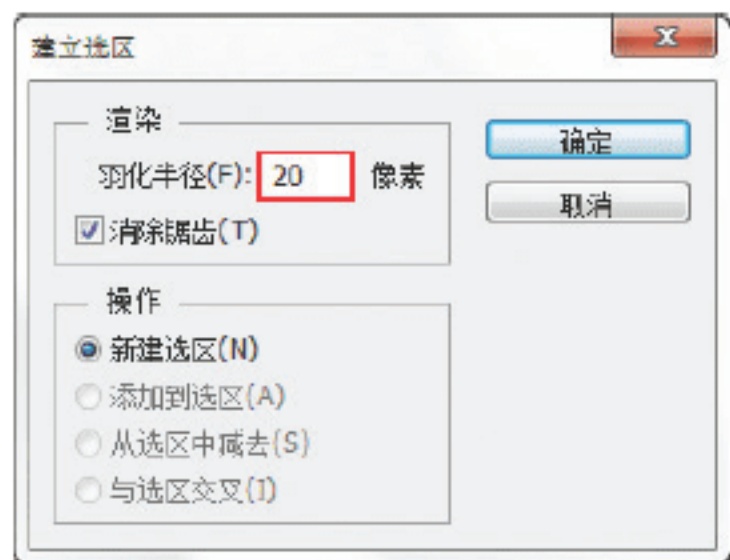 建立选区
渲染
羽化半径(F): 20 像素
消除锯齿(T)
确定
取消
操作
新建选区(N)
添加到选区(A)
从选区中减去(S)
与选区交叉(I)